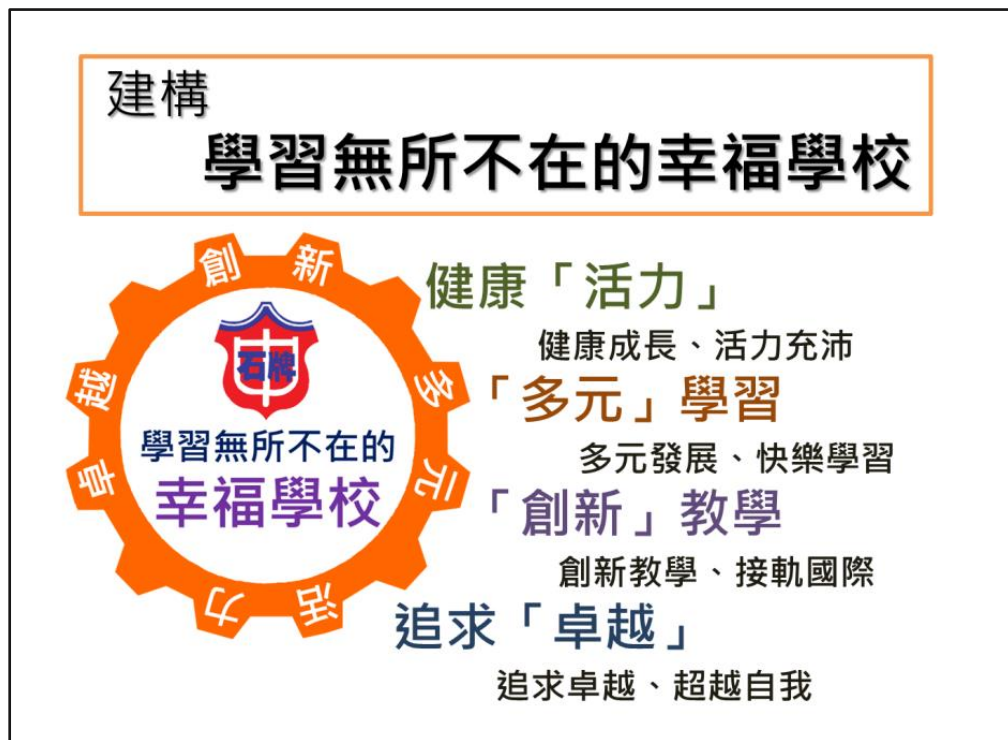 建構
學習無所不在的幸福學校
創新
多元
活力
卓越
石牌
中
學習無所不在的
幸福學校
健康「活力」
健康成長、活力充沛
「多元」學習
多元發展、快樂學習
「創新」教學
創新教學、接軌國際
追求「卓越」
追求卓越、超越自我